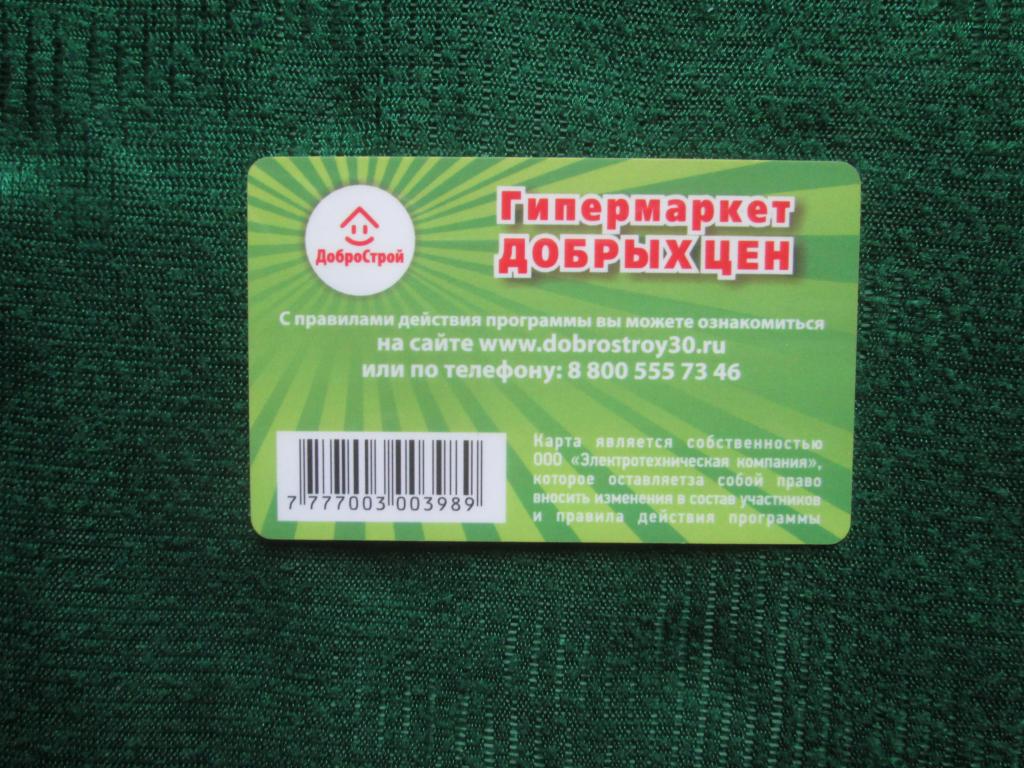 ДоброСтрой
Гипермаркет
ДОБРЫХ ЦЕН
С правилами действия программы вы можете ознакомиться
на сайте www.dobrostroy30.ru
или по телефону: 8 800 555 73 46
7 777003 003989
Карта является собственностью
ООО «Электротехническая компания»,
которое оставляетза собой право
вносить изменения в состав участников
и правила действия программы